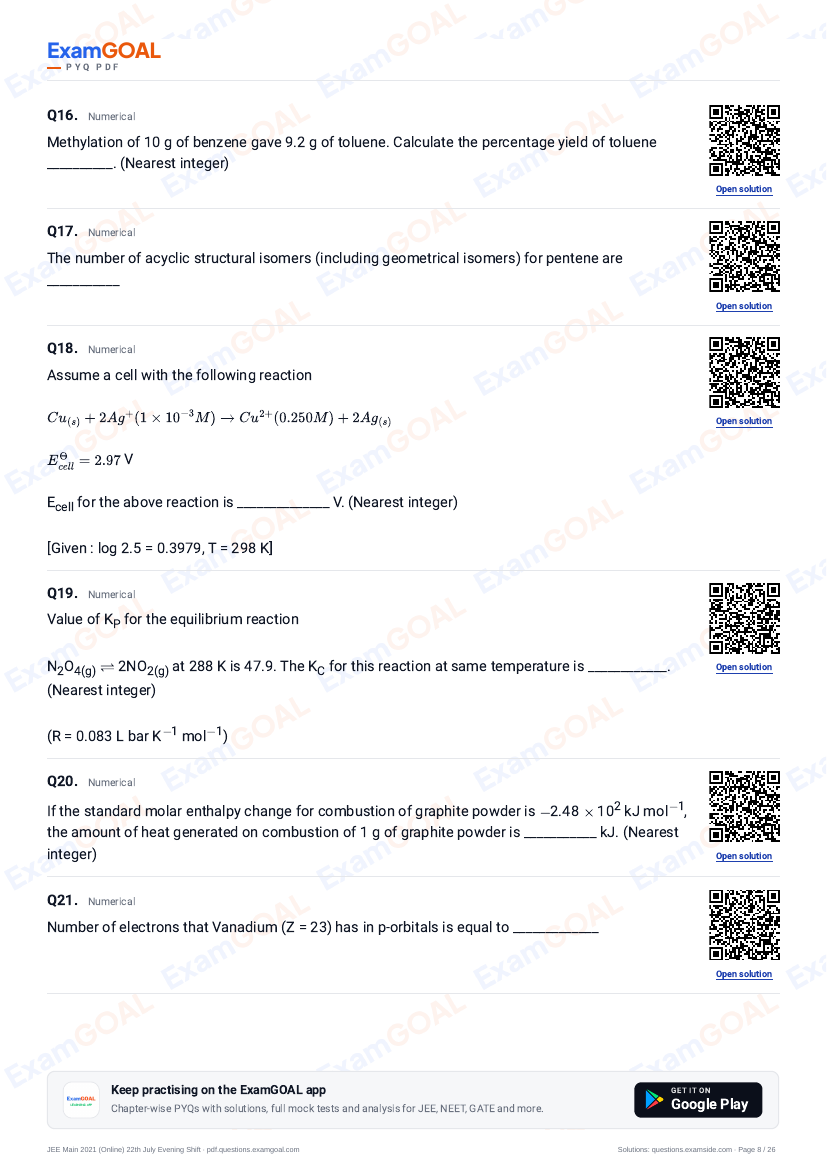 ExamGOAL
PYQ PDF
Q16. Numerical
Methylation of 10 g of benzene gave 9.2 g of toluene. Calculate the percentage yield of toluene
_________. (Nearest integer)
Open solution
Q17. Numerical
The number of acyclic structural isomers (including geometrical isomers) for pentene are
__________
Open solution
Q18. Numerical
Assume a cell with the following reaction
Open solution
Cu₍ₛ₎ + 2Ag⁺(1 × 10⁻³M) → Cu²⁺(0.250M) + 2Ag₍ₛ₎
E^Θ_cell = 2.97 V
E_cell for the above reaction is _____________ V. (Nearest integer)
[Given : log 2.5 = 0.3979, T = 298 K]
Q19. Numerical
Value of K_P for the equilibrium reaction
N₂O₄₍g₎ ⇌ 2NO₂₍g₎ at 288 K is 47.9. The K_C for this reaction at same temperature is ___________.
Open solution
(Nearest integer)
(R = 0.083 L bar K⁻¹ mol⁻¹)
Q20. Numerical
If the standard molar enthalpy change for combustion of graphite powder is −2.48 × 10² kJ mol⁻¹,
the amount of heat generated on combustion of 1 g of graphite powder is __________ kJ. (Nearest
integer)
Open solution
Q21. Numerical
Number of electrons that Vanadium (Z = 23) has in p-orbitals is equal to ____________
Open solution
Keep practising on the ExamGOAL app
Chapter-wise PYQs with solutions, full mock tests and analysis for JEE, NEET, GATE and more.
GET IT ON
Google Play
JEE Main 2021 (Online) 22th July Evening Shift · pdf.questions.examgoal.com
Solutions: questions.examside.com · Page 8 / 26